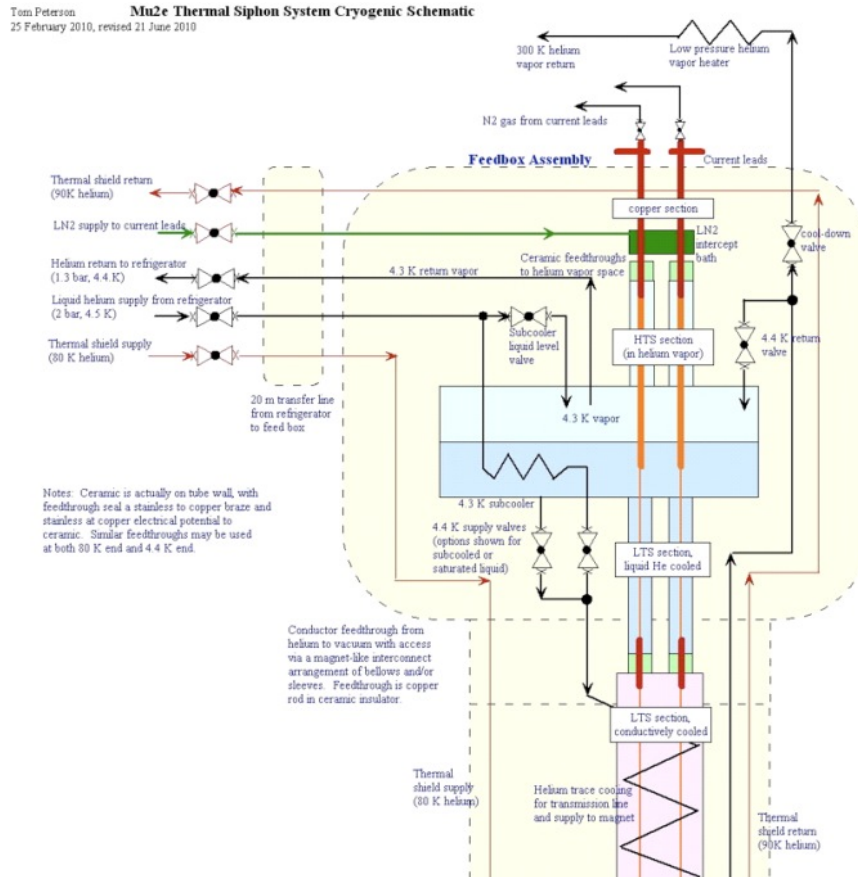 Tom Peterson
Mu2e Thermal Siphon System Cryogenic Schematic
25 February 2010, revised 21 June 2010
300 K helium
vapor return
Low pressure helium
vapor heater
N2 gas from current leads
Feedbox Assembly
Current leads
Thermal shield return
(90K helium)
copper section
LN2 supply to current leads
LN2
intercept
bath
cool-down
valve
Ceramic feedthroughs
to helium vapor space
Helium return to refrigerator
(1.3 bar, 4.4.K)
4.3 K return vapor
Liquid helium supply from refrigerator
(2 bar, 4.5 K)
Subcooler
liquid level
valve
HTS section
(in helium vapor)
4.4 K return
valve
Thermal shield supply
(80 K helium)
20 m transfer line
from refrigerator
to feed box
4.3 K vapor
Notes: Ceramic is actually on tube wall, with
feedthrough seal a stainless to copper braze and
stainless at copper electrical potential to
ceramic. Similar feedthroughs may be used
at both 80 K end and 4.4 K end.
4.3 K subcooler
4.4 K supply valves
(options shown for
subcooled or
saturated liquid)
LTS section,
liquid He cooled
Conductor feedthrough from
helium to vacuum with access
via a magnet-like interconnect
arrangement of bellows and/or
sleeves. Feedthrough is copper
rod in ceramic insulator.
LTS section,
conductively cooled
Thermal
shield supply
(80 K helium)
Helium trace cooling
for transmission line
and supply to magnet
Thermal
shield return
(90K helium)